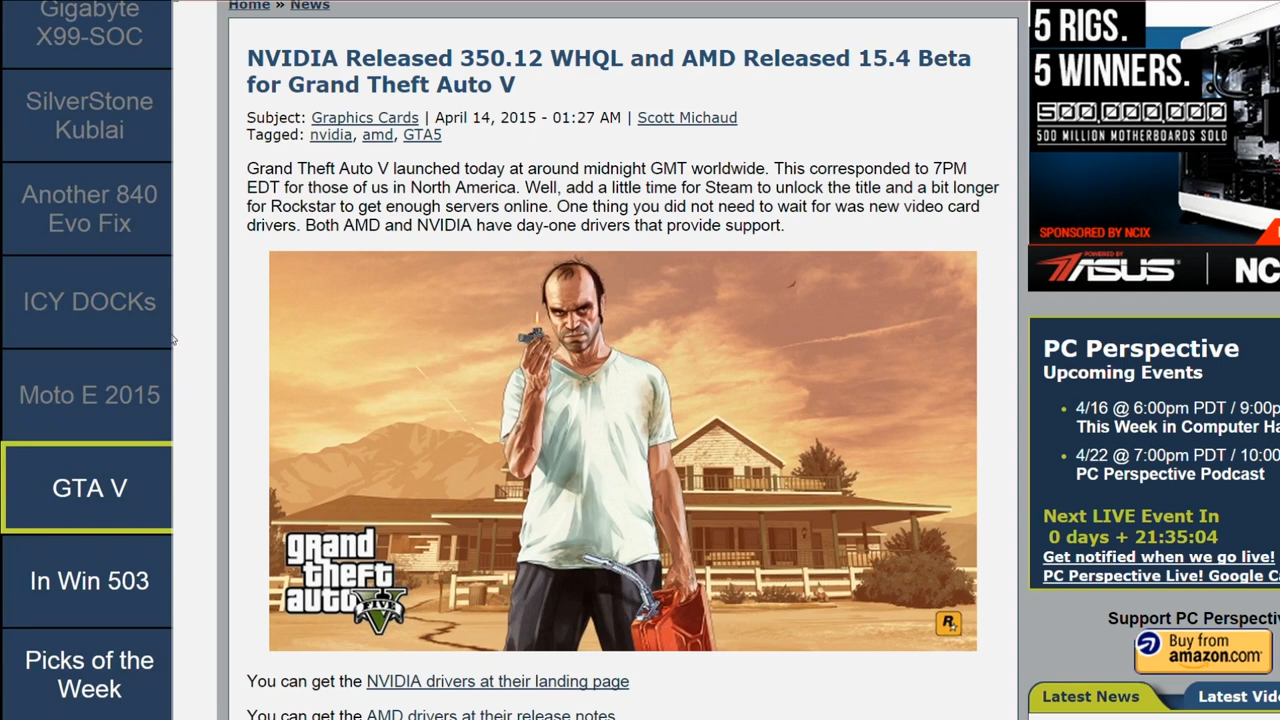 Gigabyte
X99-SOC
SilverStone
Kublai
Another 840
Evo Fix
ICY DOCKs
Moto E 2015
GTA V
In Win 503
Picks of the
Week
Home » News
NVIDIA Released 350.12 WHQL and AMD Released 15.4 Beta
for Grand Theft Auto V
Subject: Graphics Cards | April 14, 2015 - 01:27 AM | Scott Michaud
Tagged: nvidia, amd, GTA5
Grand Theft Auto V launched today at around midnight GMT worldwide. This corresponded to 7PM
EDT for those of us in North America. Well, add a little time for Steam to unlock the title and a bit longer
for Rockstar to get enough servers online. One thing you did not need to wait for was new video card
drivers. Both AMD and NVIDIA have day-one drivers that provide support.
grand
theft
auto V
FIVE
R
You can get the NVIDIA drivers at their landing page
You can get the AMD drivers at their release notes
5 RIGS.
5 WINNERS.
500,000,000
500 MILLION MOTHERBOARDS SOLD
SPONSORED BY NCIX
POWERED BY
ASUS | NC
PC Perspective
Upcoming Events
4/16 @ 6:00pm PDT / 9:00p
This Week in Computer Ha
4/22 @ 7:00pm PDT / 10:00
PC Perspective Podcast
Next LIVE Event In
0 days + 21:35:04
Get notified when we go live!
PC Perspective Live! Google C
Support PC Perspecti
Buy from
amazon.com
Latest News
Latest Vid